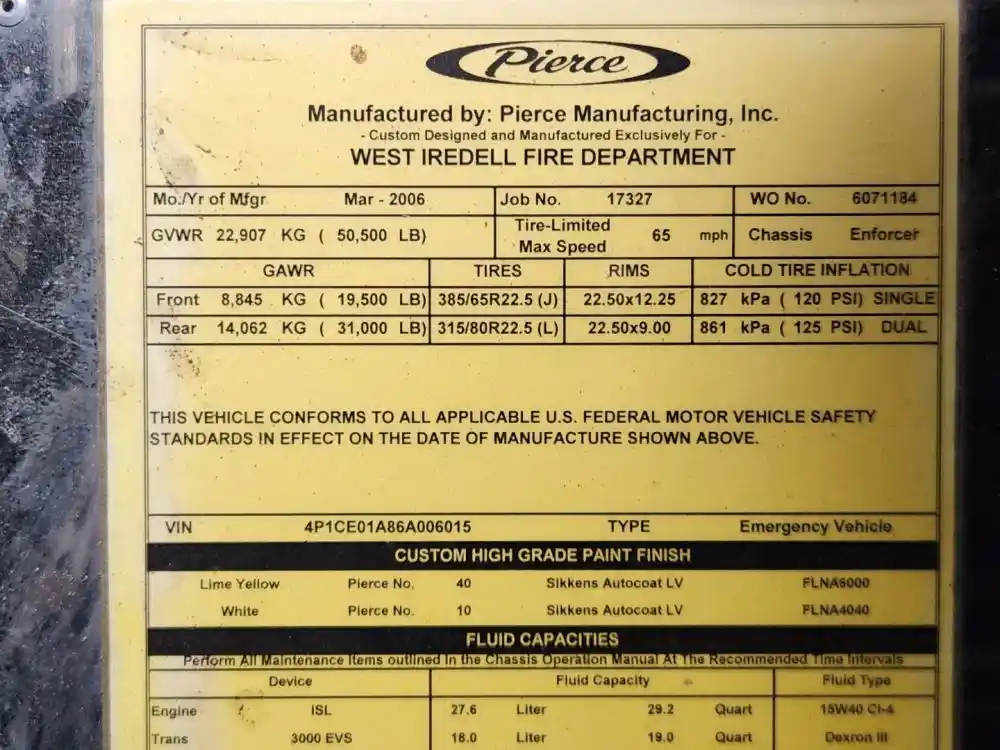 Pierce
Manufactured by: Pierce Manufacturing, Inc.
- Custom Designed and Manufactured Exclusively For -
WEST IREDELL FIRE DEPARTMENT
Mo./Yr of Mfgr Mar - 2006 Job No. 17327 WO No. 6071184
GVWR 22,907 KG ( 50,500 LB) Tire-Limited Max Speed 65 mph Chassis Enforcer
GAWR TIRES RIMS COLD TIRE INFLATION
Front 8,845 KG ( 19,500 LB) 385/65R22.5 (J) 22.50x12.25 827 kPa ( 120 PSI) SINGLE
Rear 14,062 KG ( 31,000 LB) 315/80R22.5 (L) 22.50x9.00 861 kPa ( 125 PSI) DUAL
THIS VEHICLE CONFORMS TO ALL APPLICABLE U.S. FEDERAL MOTOR VEHICLE SAFETY
STANDARDS IN EFFECT ON THE DATE OF MANUFACTURE SHOWN ABOVE.
VIN 4P1CE01A86A006015 TYPE Emergency Vehicle
CUSTOM HIGH GRADE PAINT FINISH
Lime Yellow Pierce No. 40 Sikkens Autocoat LV FLNA6000
White Pierce No. 10 Sikkens Autocoat LV FLNA4040
FLUID CAPACITIES
Perform All Maintenance Items outlined In the Chassis Operation Manual At The Recommended Time Intervals
Device Fluid Capacity Fluid Type
Engine ISL 27.6 Liter 29.2 Quart 15W40 CI-4
Trans 3000 EVS 18.0 Liter 19.0 Quart Dexron III